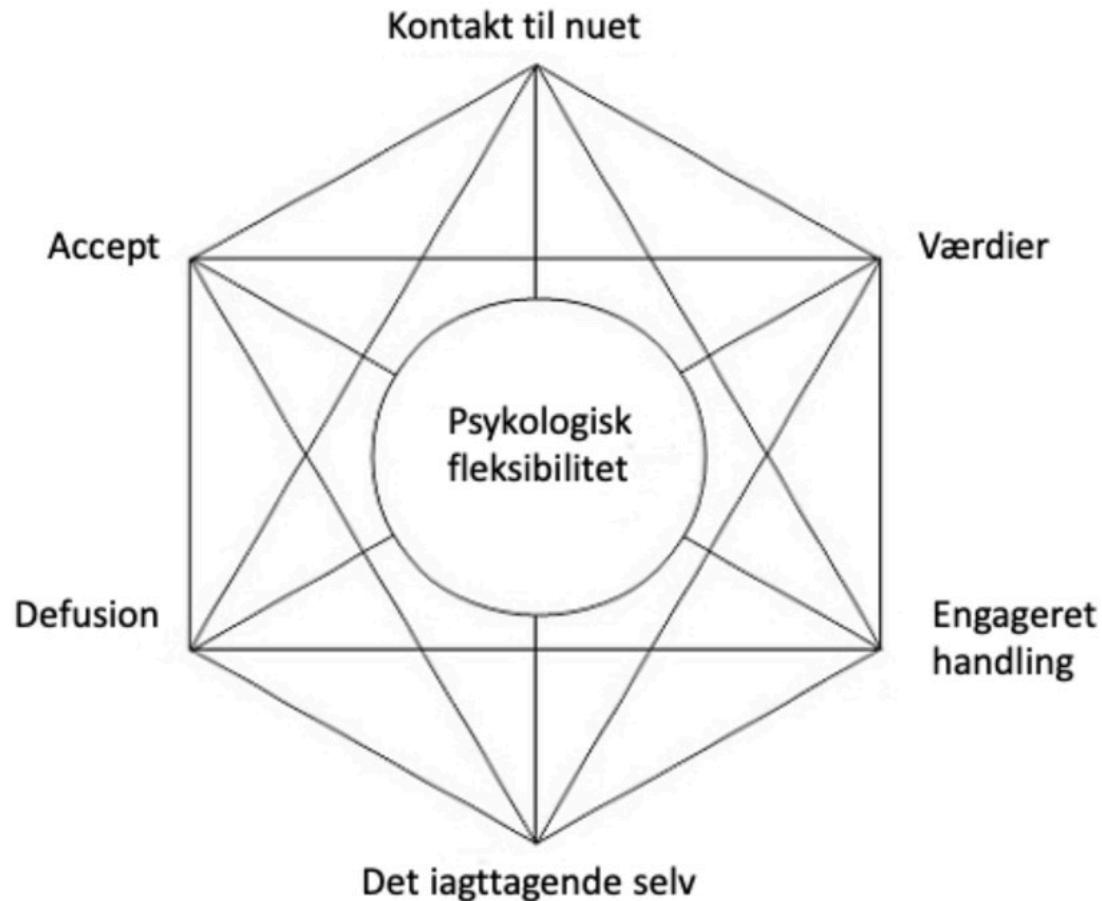 Kontakt til nuet
Accept
Værdier
Psykologisk
fleksibilitet
Defusion
Engageret
handling
Det iagttagende selv